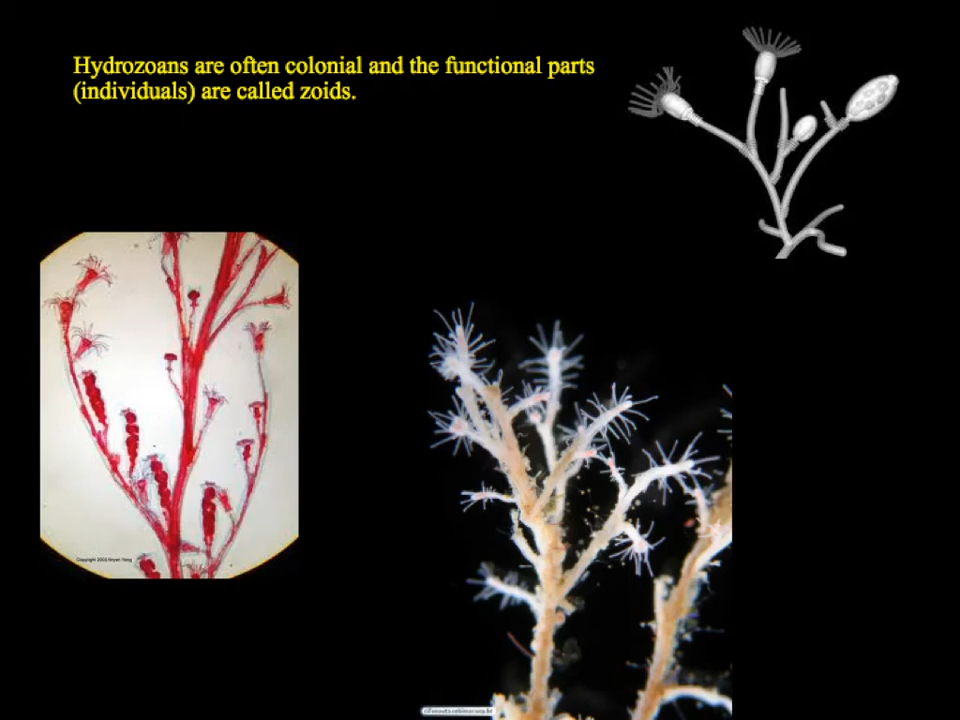 Hydrozoans are often colonial and the functional parts
(individuals) are called zoids.